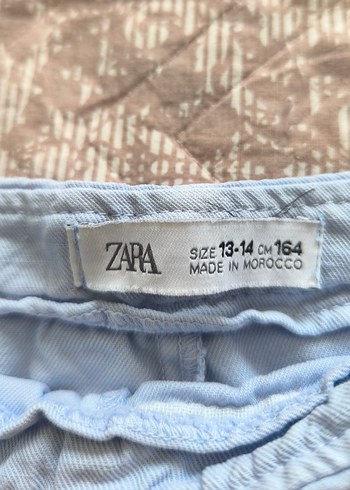 ZARA
SIZE 13-14 CM 164
MADE IN MOROCCO